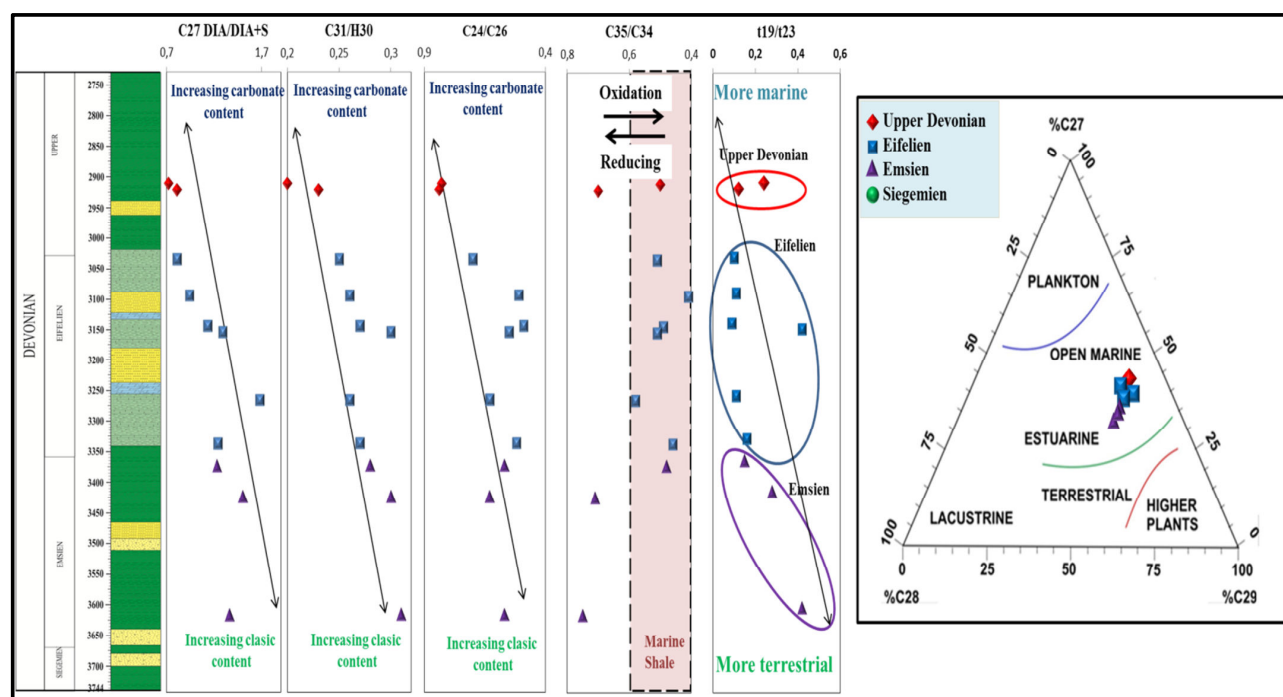 C27 DIA/DIA+S
C31/H30
C24/C26
C35/C34
t19/t23
0,7
1,7
0,2
0,25
0,3
0,9
0,4
0,8
0,6
0,4
0
0,2
0,4
0,6
Increasing carbonate
content
Increasing carbonate
content
Increasing carbonate
content
Oxidation
Reducing
More marine
Upper Devonian
Eifelien
Emsien
Increasing clasic
content
Increasing clasic
content
Increasing clasic
content
Marine
Shale
More terrestrial
DEVONIAN
UPPER
EIFELIEN
EMSIEN
SIEGEMIEN
2750
2800
2850
2900
2950
3000
3050
3100
3150
3200
3250
3300
3350
3400
3450
3500
3550
3600
3650
3700
3744
Upper Devonian
Eifelien
Emsien
Siegemien
%C27
0
100
25
75
PLANKTON
50
OPEN MARINE
50
ESTUARINE
75
25
TERRESTRIAL
LACUSTRINE
HIGHER
PLANTS
100
0
0
25
50
75
100
%C28
%C29